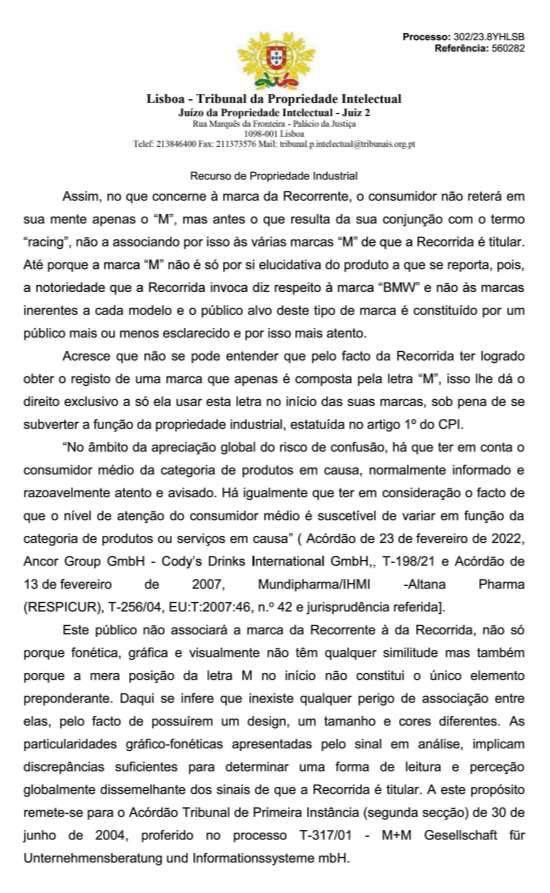 Processo: 302/23.8YHLSB
Referência: 560282
Lisboa - Tribunal da Propriedade Intelectual
Juízo da Propriedade Intelectual - Juiz 2
Rua Marquês da Fronteira - Palácio da Justiça
1098-001 Lisboa
Telef: 213846400 Fax: 211373576 Mail: tribunal.p.intelectual@tribunais.org.pt
Recurso de Propriedade Industrial
Assim, no que concerne à marca da Recorrente, o consumidor não reterá em
sua mente apenas o “M”, mas antes o que resulta da sua conjunção com o termo
“racing”, não a associando por isso às várias marcas “M” de que a Recorrida é titular.
Até porque a marca “M” não é só por si elucidativa do produto a que se reporta, pois,
a notoriedade que a Recorrida invoca diz respeito à marca “BMW” e não às marcas
inerentes a cada modelo e o público alvo deste tipo de marca é constituído por um
público mais ou menos esclarecido e por isso mais atento.
Acresce que não se pode entender que pelo facto da Recorrida ter logrado
obter o registo de uma marca que apenas é composta pela letra “M”, isso lhe dá o
direito exclusivo a só ela usar esta letra no início das suas marcas, sob pena de se
subverter a função da propriedade industrial, estatuída no artigo 1º do CPI.
“No âmbito da apreciação global do risco de confusão, há que ter em conta o
consumidor médio da categoria de produtos em causa, normalmente informado e
razoavelmente atento e avisado. Há igualmente que ter em consideração o facto de
que o nível de atenção do consumidor médio é suscetível de variar em função da
categoria de produtos ou serviços em causa” ( Acórdão de 23 de fevereiro de 2022,
Ancor Group GmbH - Cody’s Drinks International GmbH,, T-198/21 e Acórdão de
13 de fevereiro de 2007, Mundipharma/IHMI -Altana Pharma
(RESPICUR), T-256/04, EU:T:2007:46, n.º 42 e jurisprudência referida].
Este público não associará a marca da Recorrente à da Recorrida, não só
porque fonética, gráfica e visualmente não têm qualquer similitude mas também
porque a mera posição da letra M no início não constitui o único elemento
preponderante. Daqui se infere que inexiste qualquer perigo de associação entre
elas, pelo facto de possuírem um design, um tamanho e cores diferentes. As
particularidades gráfico-fonéticas apresentadas pelo sinal em análise, implicam
discrepâncias suficientes para determinar uma forma de leitura e perceção
globalmente dissemelhante dos sinais de que a Recorrida é titular. A este propósito
remete-se para o Acórdão Tribunal de Primeira Instância (segunda secção) de 30 de
junho de 2004, proferido no processo T-317/01 - M+M Gesellschaft für
Unternehmensberatung und Informationssysteme mbH.